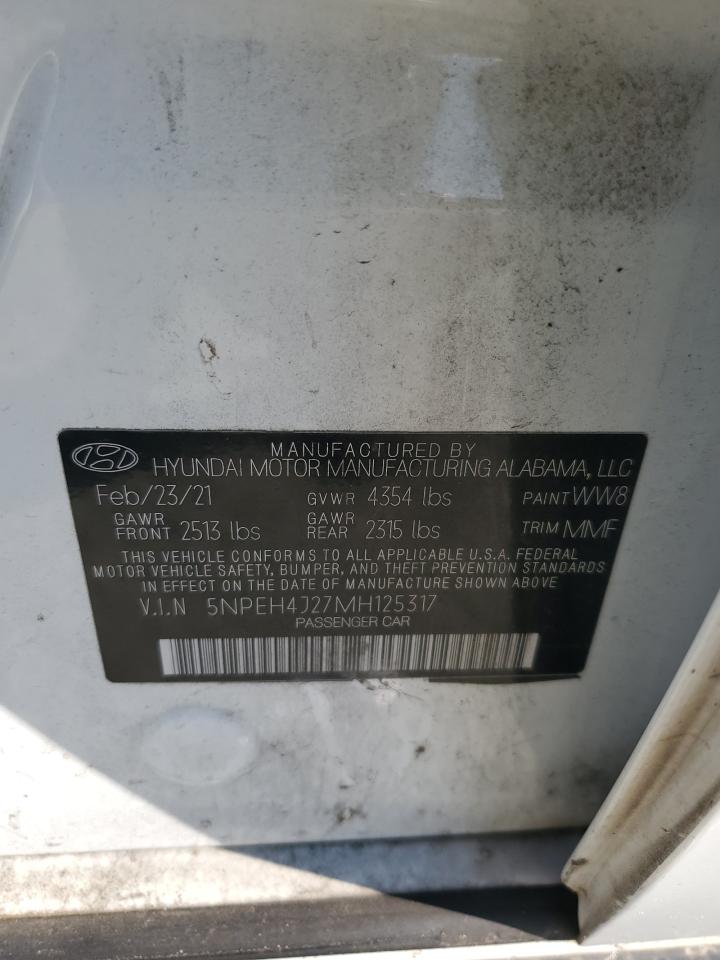 MANUFACTURED BY
HYUNDAI MOTOR MANUFACTURING ALABAMA, LLC
Feb/23/21 GVWR 4354 lbs PAINT WW8
GAWR FRONT 2513 lbs GAWR REAR 2315 lbs TRIM MMF
THIS VEHICLE CONFORMS TO ALL APPLICABLE U.S.A. FEDERAL
MOTOR VEHICLE SAFETY, BUMPER, AND THEFT PREVENTION STANDARDS
IN EFFECT ON THE DATE OF MANUFACTURE SHOWN ABOVE
V.I.N 5NPEH4J27MH125317
PASSENGER CAR